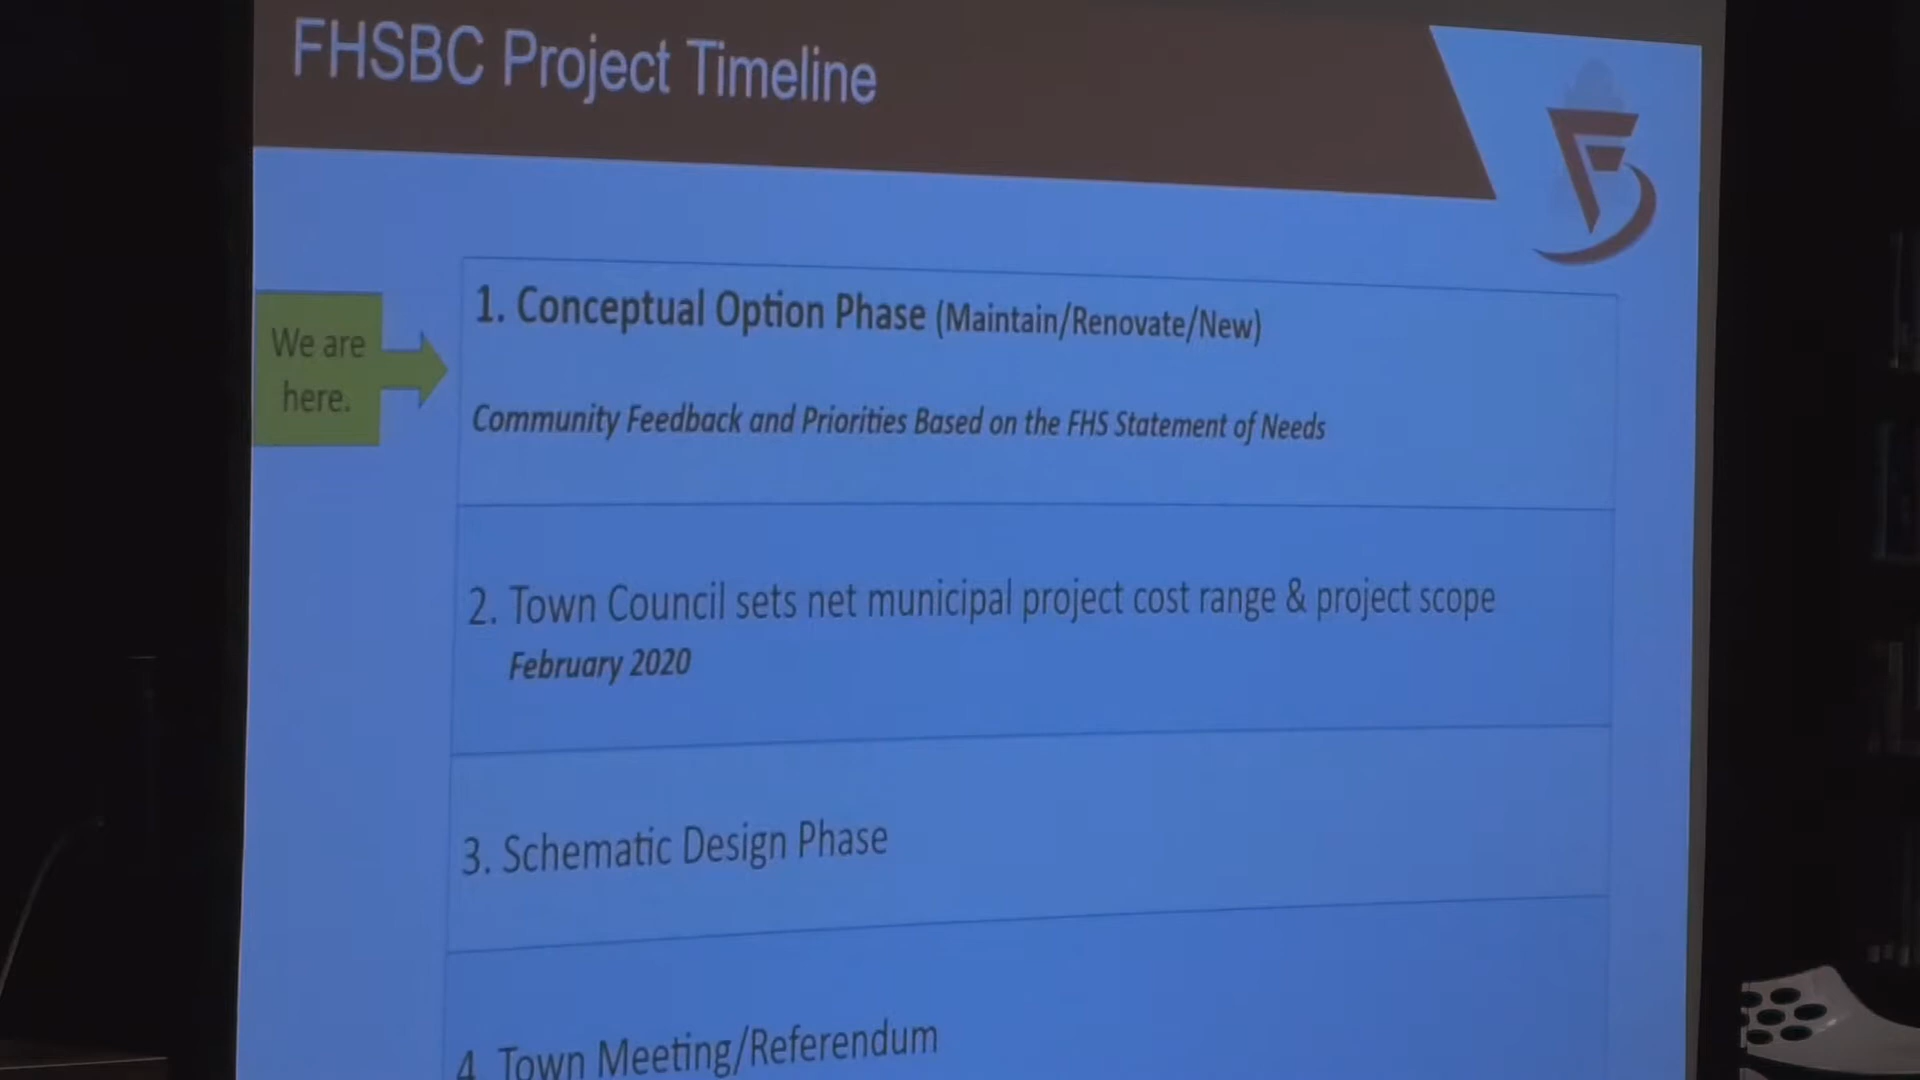 FHSBC Project Timeline
We are
here.
1. Conceptual Option Phase (Maintain/Renovate/New)
Community Feedback and Priorities Based on the FHS Statement of Needs
2. Town Council sets net municipal project cost range & project scope
February 2020
3. Schematic Design Phase
4. Town Meeting/Referendum